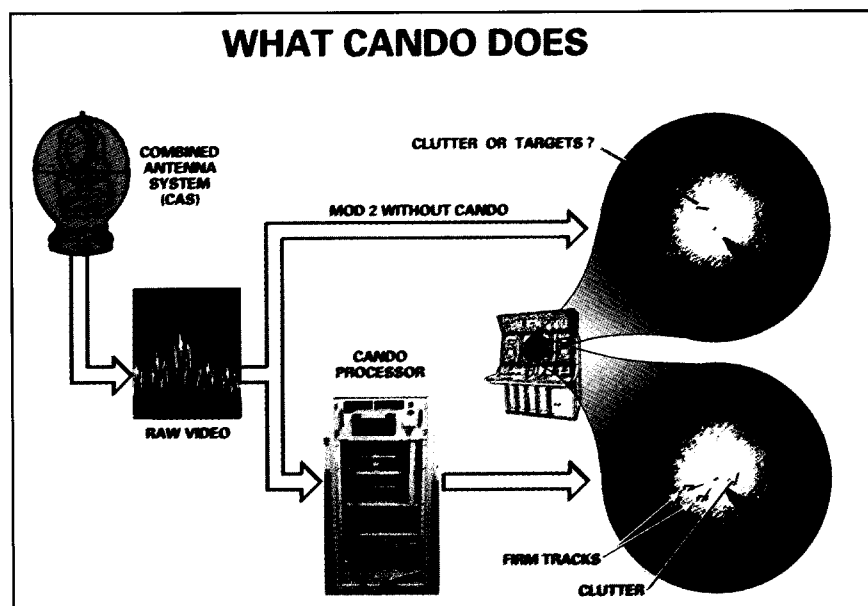 WHAT CANDO DOES
COMBINED
ANTENNA
SYSTEM
(CAS)
CLUTTER OR TARGETS?
MOD 2 WITHOUT CANDO
CANDO
PROCESSOR
RAW VIDEO
FIRM TRACKS
CLUTTER